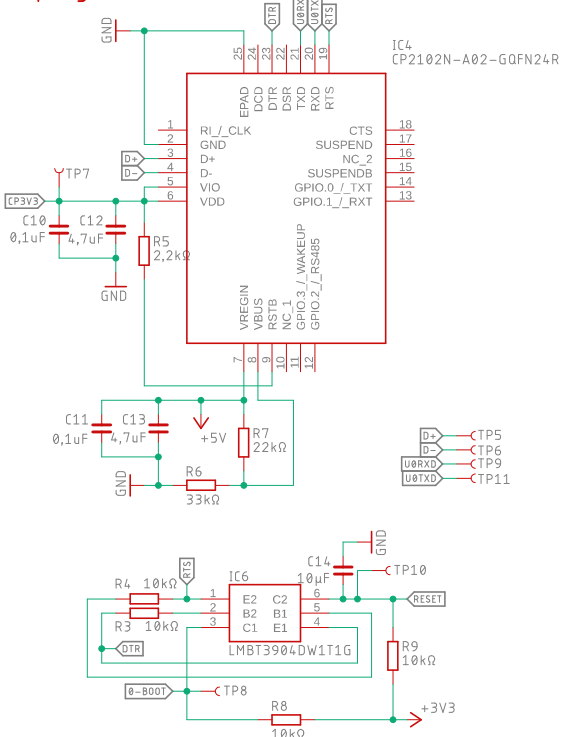 GND
DTR
U0TX
RTS
IC4
CP2102N-A02-GQFN24R
25
24
23
22
21
20
19
EPAD
DCD
DTR
DSR
TXD
RXD
RTS
1
RI_/_CLK
CTS
18
2
GND
SUSPEND
17
D+
3
D+
NC_2
16
D-
4
D-
SUSPENDB
15
5
VIO
GPIO.0_/_TXT
14
CP3V3
6
VDD
GPIO.1_/_RXT
13
TP7
C10
0,1uF
C12
4,7uF
R5
2,2kΩ
GND
VREGIN
VBUS
RSTB
NC_1
GPIO.3_/_WAKEUP
GPIO.2_/_RS485
7
8
9
10
11
12
C11
0,1uF
C13
4,7uF
+5V
R7
22kΩ
GND
R6
33kΩ
D+
TP5
D-
TP6
U0RXD
TP9
U0TXD
TP11
GND
C14
10µF
TP10
RTS
IC6
R4
10kΩ
1
E2
C2
6
RESET
2
B2
B1
5
3
C1
E1
4
R3
10kΩ
LMBT3904DW1T1G
DTR
R9
10kΩ
0-BOOT
TP8
R8
10kΩ
+3V3